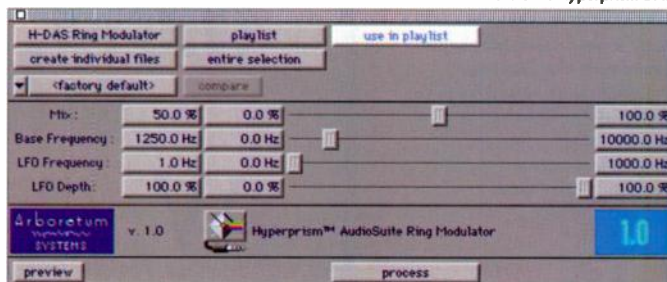 H-DAS Ring Modulator playlist use in playlist
create individual files entire selection
<factory default> compare
Mix: 50.0 % 0.0 % 100.0 %
Base Frequency: 1250.0 Hz 0.0 Hz 10000.0 Hz
LFO Frequency: 1.0 Hz 0.0 Hz 1000.0 Hz
LFO Depth: 100.0 % 0.0 % 100.0 %
Arboretum
SYSTEMS
v. 1.0 Hyperprism™ AudioSuite Ring Modulator 1.0
preview process